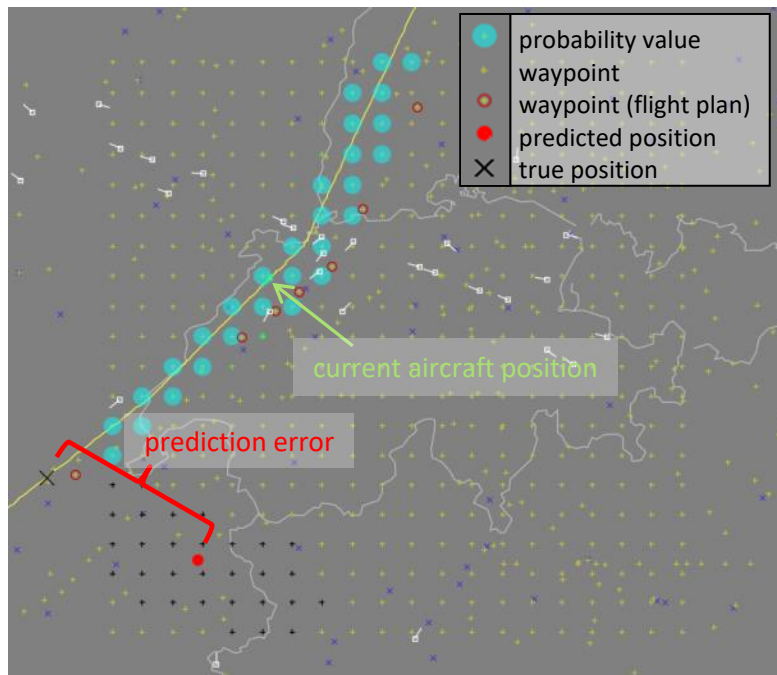 probability value
waypoint
waypoint (flight plan)
predicted position
true position
current aircraft position
prediction error